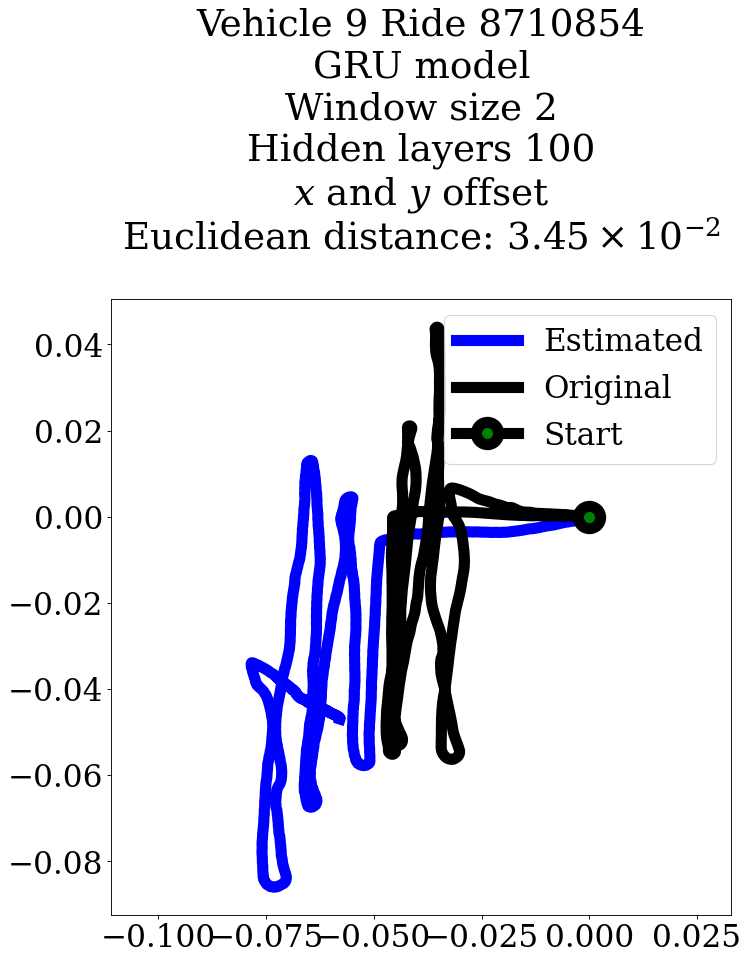 Vehicle 9 Ride 8710854
GRU model
Window size 2
Hidden layers 100
x and y offset
Euclidean distance: 3.45 × 10⁻²
Estimated
Original
Start
0.04
0.02
0.00
−0.02
−0.04
−0.06
−0.08
−0.100 −0.075 −0.050 −0.025 0.000 0.025